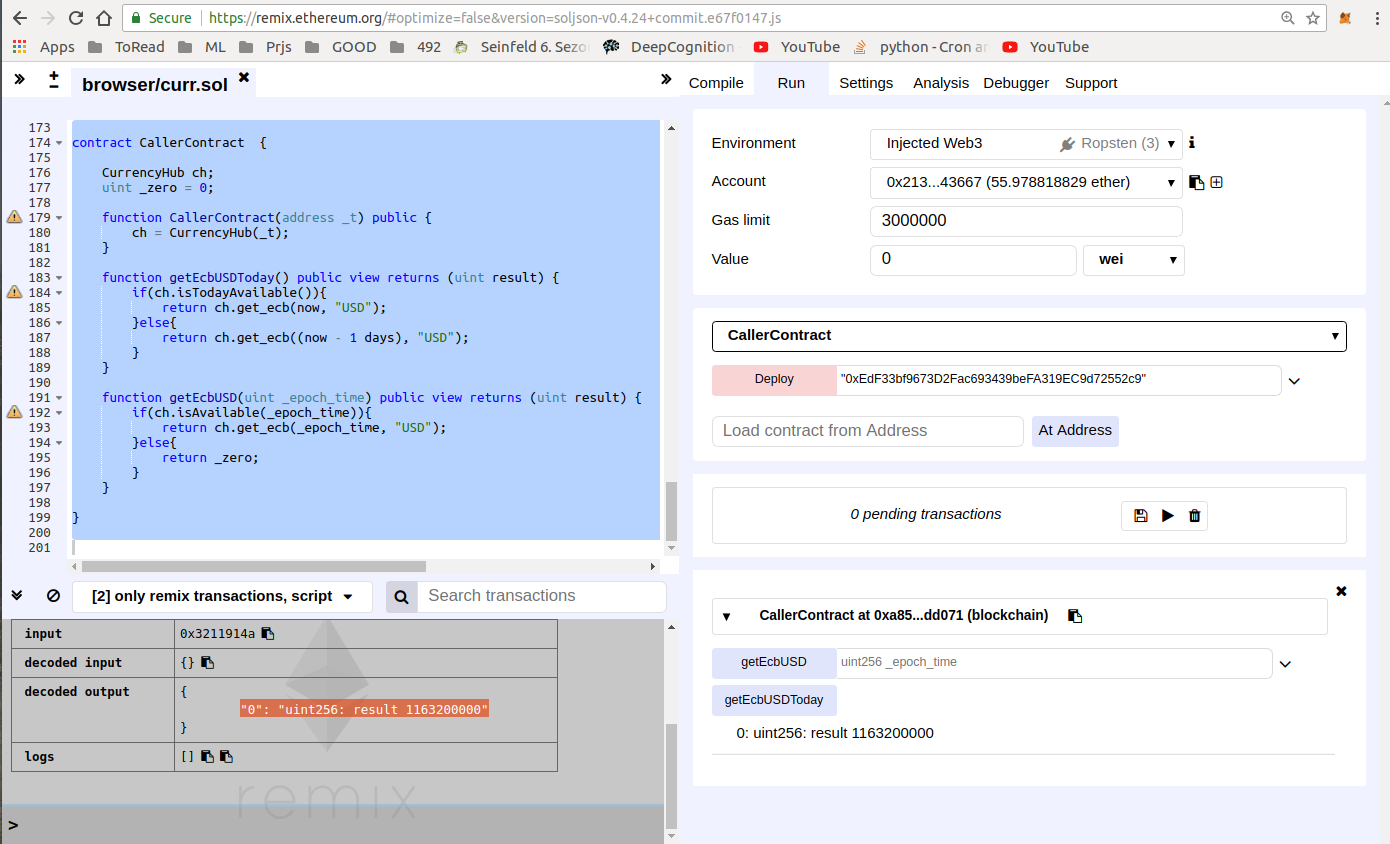 Secure https://remix.ethereum.org/#optimize=false&version=soljson-v0.4.24+commit.e67f0147.js
Apps ToRead ML Prjs GOOD 492 Seinfeld 6. Sezo DeepCognition YouTube python - Cron ar YouTube
browser/curr.sol
Compile Run Settings Analysis Debugger Support
173
174 contract CallerContract {
175
176 CurrencyHub ch;
177 uint _zero = 0;
178
179 function CallerContract(address _t) public {
180 ch = CurrencyHub(_t);
181 }
182
183 function getEcbUSDToday() public view returns (uint result) {
184 if(ch.isTodayAvailable()){
185 return ch.get_ecb(now, "USD");
186 }else{
187 return ch.get_ecb((now - 1 days), "USD");
188 }
189 }
190
191 function getEcbUSD(uint _epoch_time) public view returns (uint result) {
192 if(ch.isAvailable(_epoch_time)){
193 return ch.get_ecb(_epoch_time, "USD");
194 }else{
195 return _zero;
196 }
197 }
198
199 }
200
201
[2] only remix transactions, script Search transactions
input 0x3211914a
decoded input {}
decoded output {
"0": "uint256: result 1163200000"
}
logs []
remix
>
Environment Injected Web3 Ropsten (3)
Account 0x213...43667 (55.978818829 ether)
Gas limit 3000000
Value 0 wei
CallerContract
Deploy "0xEdF33bf9673D2Fac693439beFA319EC9d72552c9"
Load contract from Address At Address
0 pending transactions
CallerContract at 0xa85...dd071 (blockchain)
getEcbUSD uint256 _epoch_time
getEcbUSDToday
0: uint256: result 1163200000